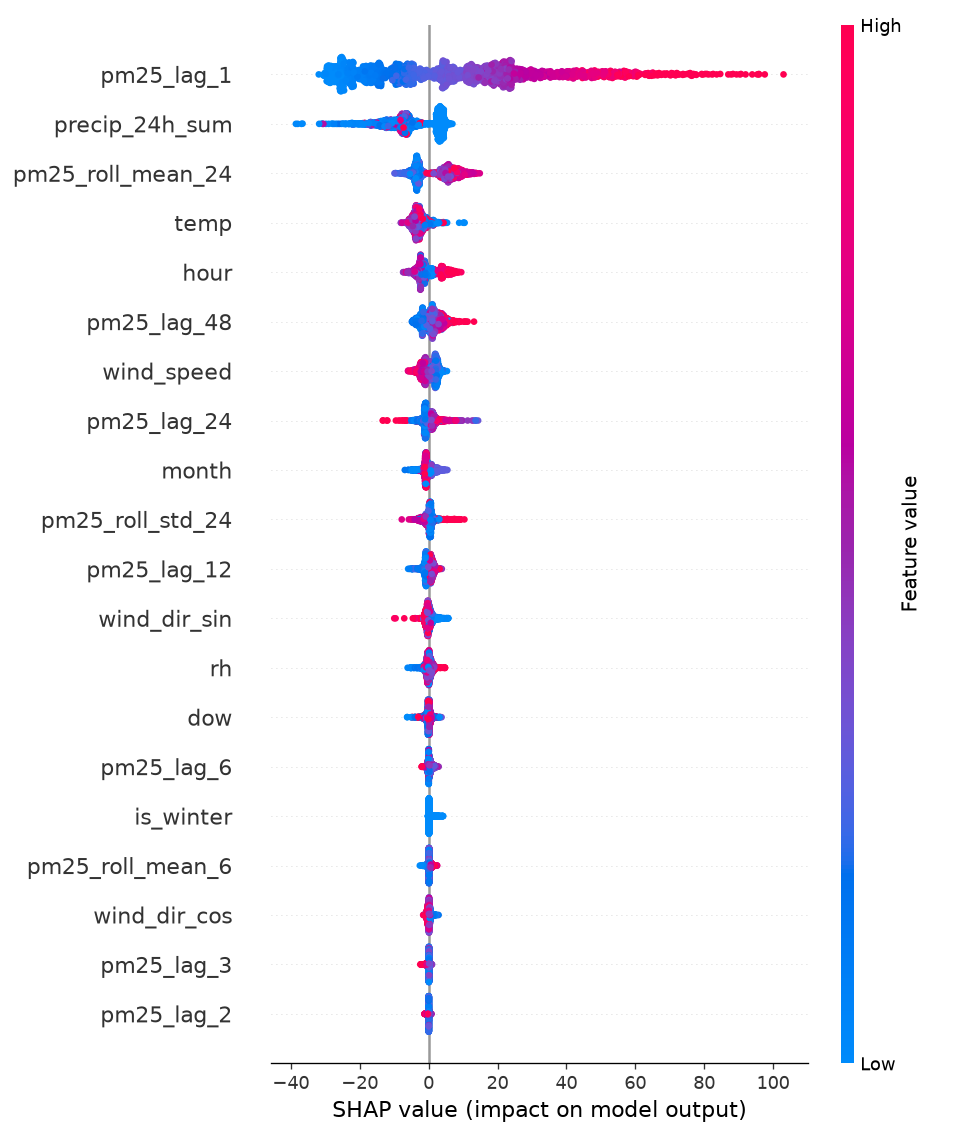 High
pm25_lag_1
precip_24h_sum
pm25_roll_mean_24
temp
hour
pm25_lag_48
wind_speed
pm25_lag_24
month
pm25_roll_std_24
pm25_lag_12
wind_dir_sin
rh
dow
pm25_lag_6
is_winter
pm25_roll_mean_6
wind_dir_cos
pm25_lag_3
pm25_lag_2
Feature value
Low
−40 −20 0 20 40 60 80 100
SHAP value (impact on model output)